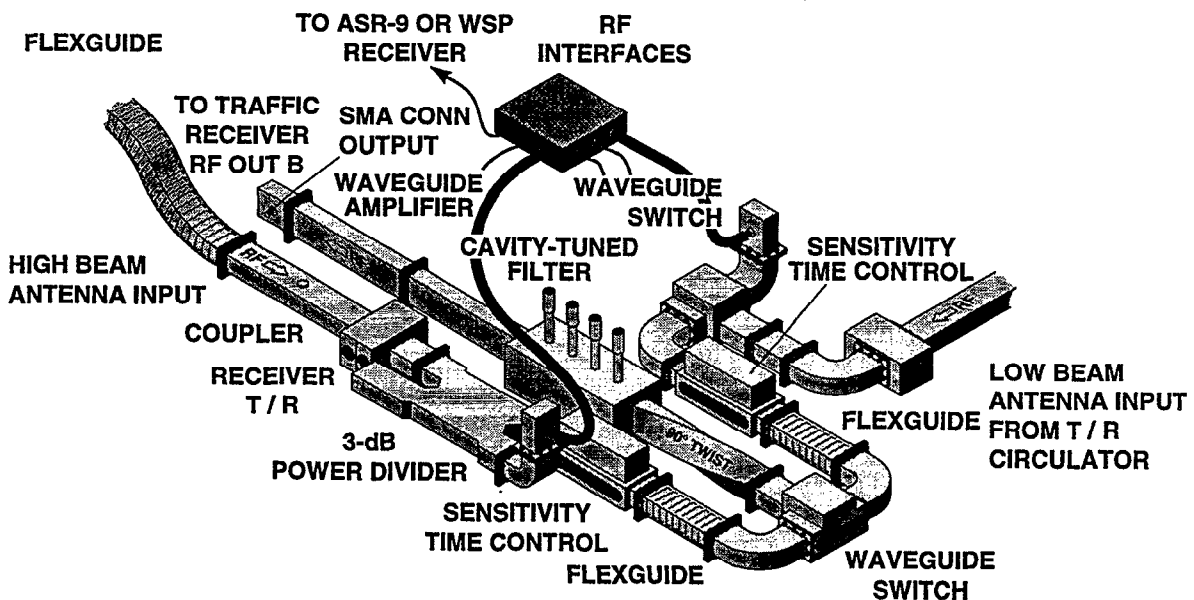 FLEXGUIDE
TO ASR-9 OR WSP
RECEIVER
RF
INTERFACES
TO TRAFFIC
RECEIVER
RF OUT B
SMA CONN
OUTPUT
WAVEGUIDE
AMPLIFIER
WAVEGUIDE
SWITCH
CAVITY-TUNED
FILTER
SENSITIVITY
TIME CONTROL
HIGH BEAM
ANTENNA INPUT
RF
RF
COUPLER
RECEIVER
T / R
3-dB
POWER DIVIDER
90° TWIST
FLEXGUIDE
LOW BEAM
ANTENNA INPUT
FROM T / R
CIRCULATOR
SENSITIVITY
TIME CONTROL
FLEXGUIDE
WAVEGUIDE
SWITCH